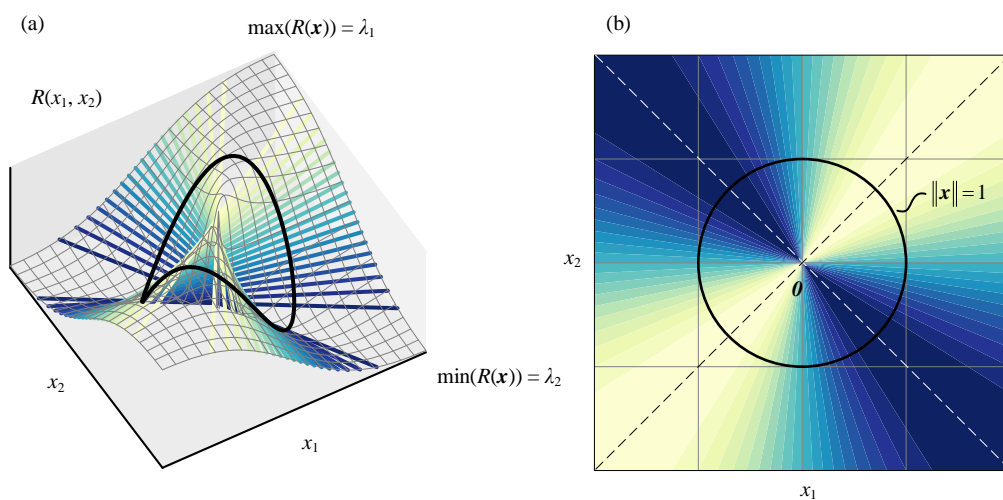 (a)
max(R(x)) = λ₁
R(x₁, x₂)
x₂
x₁
min(R(x)) = λ₂
(b)
‖x‖ = 1
x₂
0
x₁